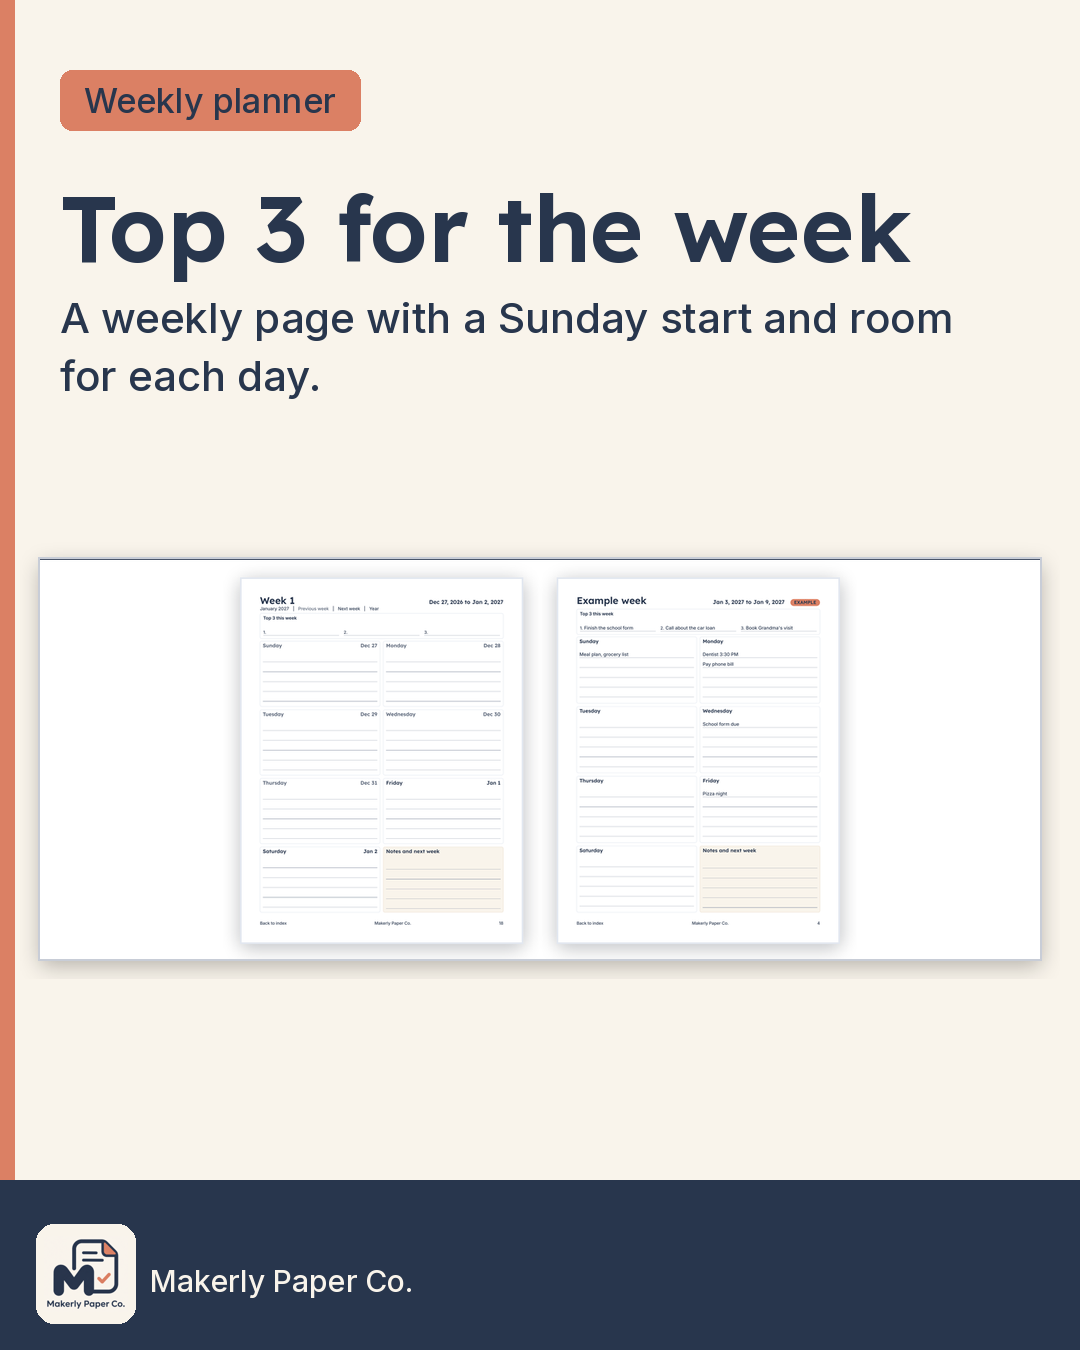 Weekly planner
Top 3 for the week
A weekly page with a Sunday start and room
for each day.
Week 1
Dec 27, 2026 to Jan 2, 2027
January 2027 | Previous week | Next week | Year
Top 3 this week
1. 2. 3.
Sunday Dec 27 Monday Dec 28
Tuesday Dec 29 Wednesday Dec 30
Thursday Dec 31 Friday Jan 1
Saturday Jan 2 Notes and next week
Back to index Makerly Paper Co. 16
Example week
Jan 3, 2027 to Jan 9, 2027 EXAMPLE
Top 3 this week
1. Finish the school form 2. Call about the car loan 3. Book Grandma's visit
Sunday Monday
Meal plan, grocery list Dentist 3:30 PM
Pay phone bill
Tuesday Wednesday
School form due
Thursday Friday
Pizza night
Saturday Notes and next week
Back to index Makerly Paper Co. 4
Makerly Paper Co.
Makerly Paper Co.